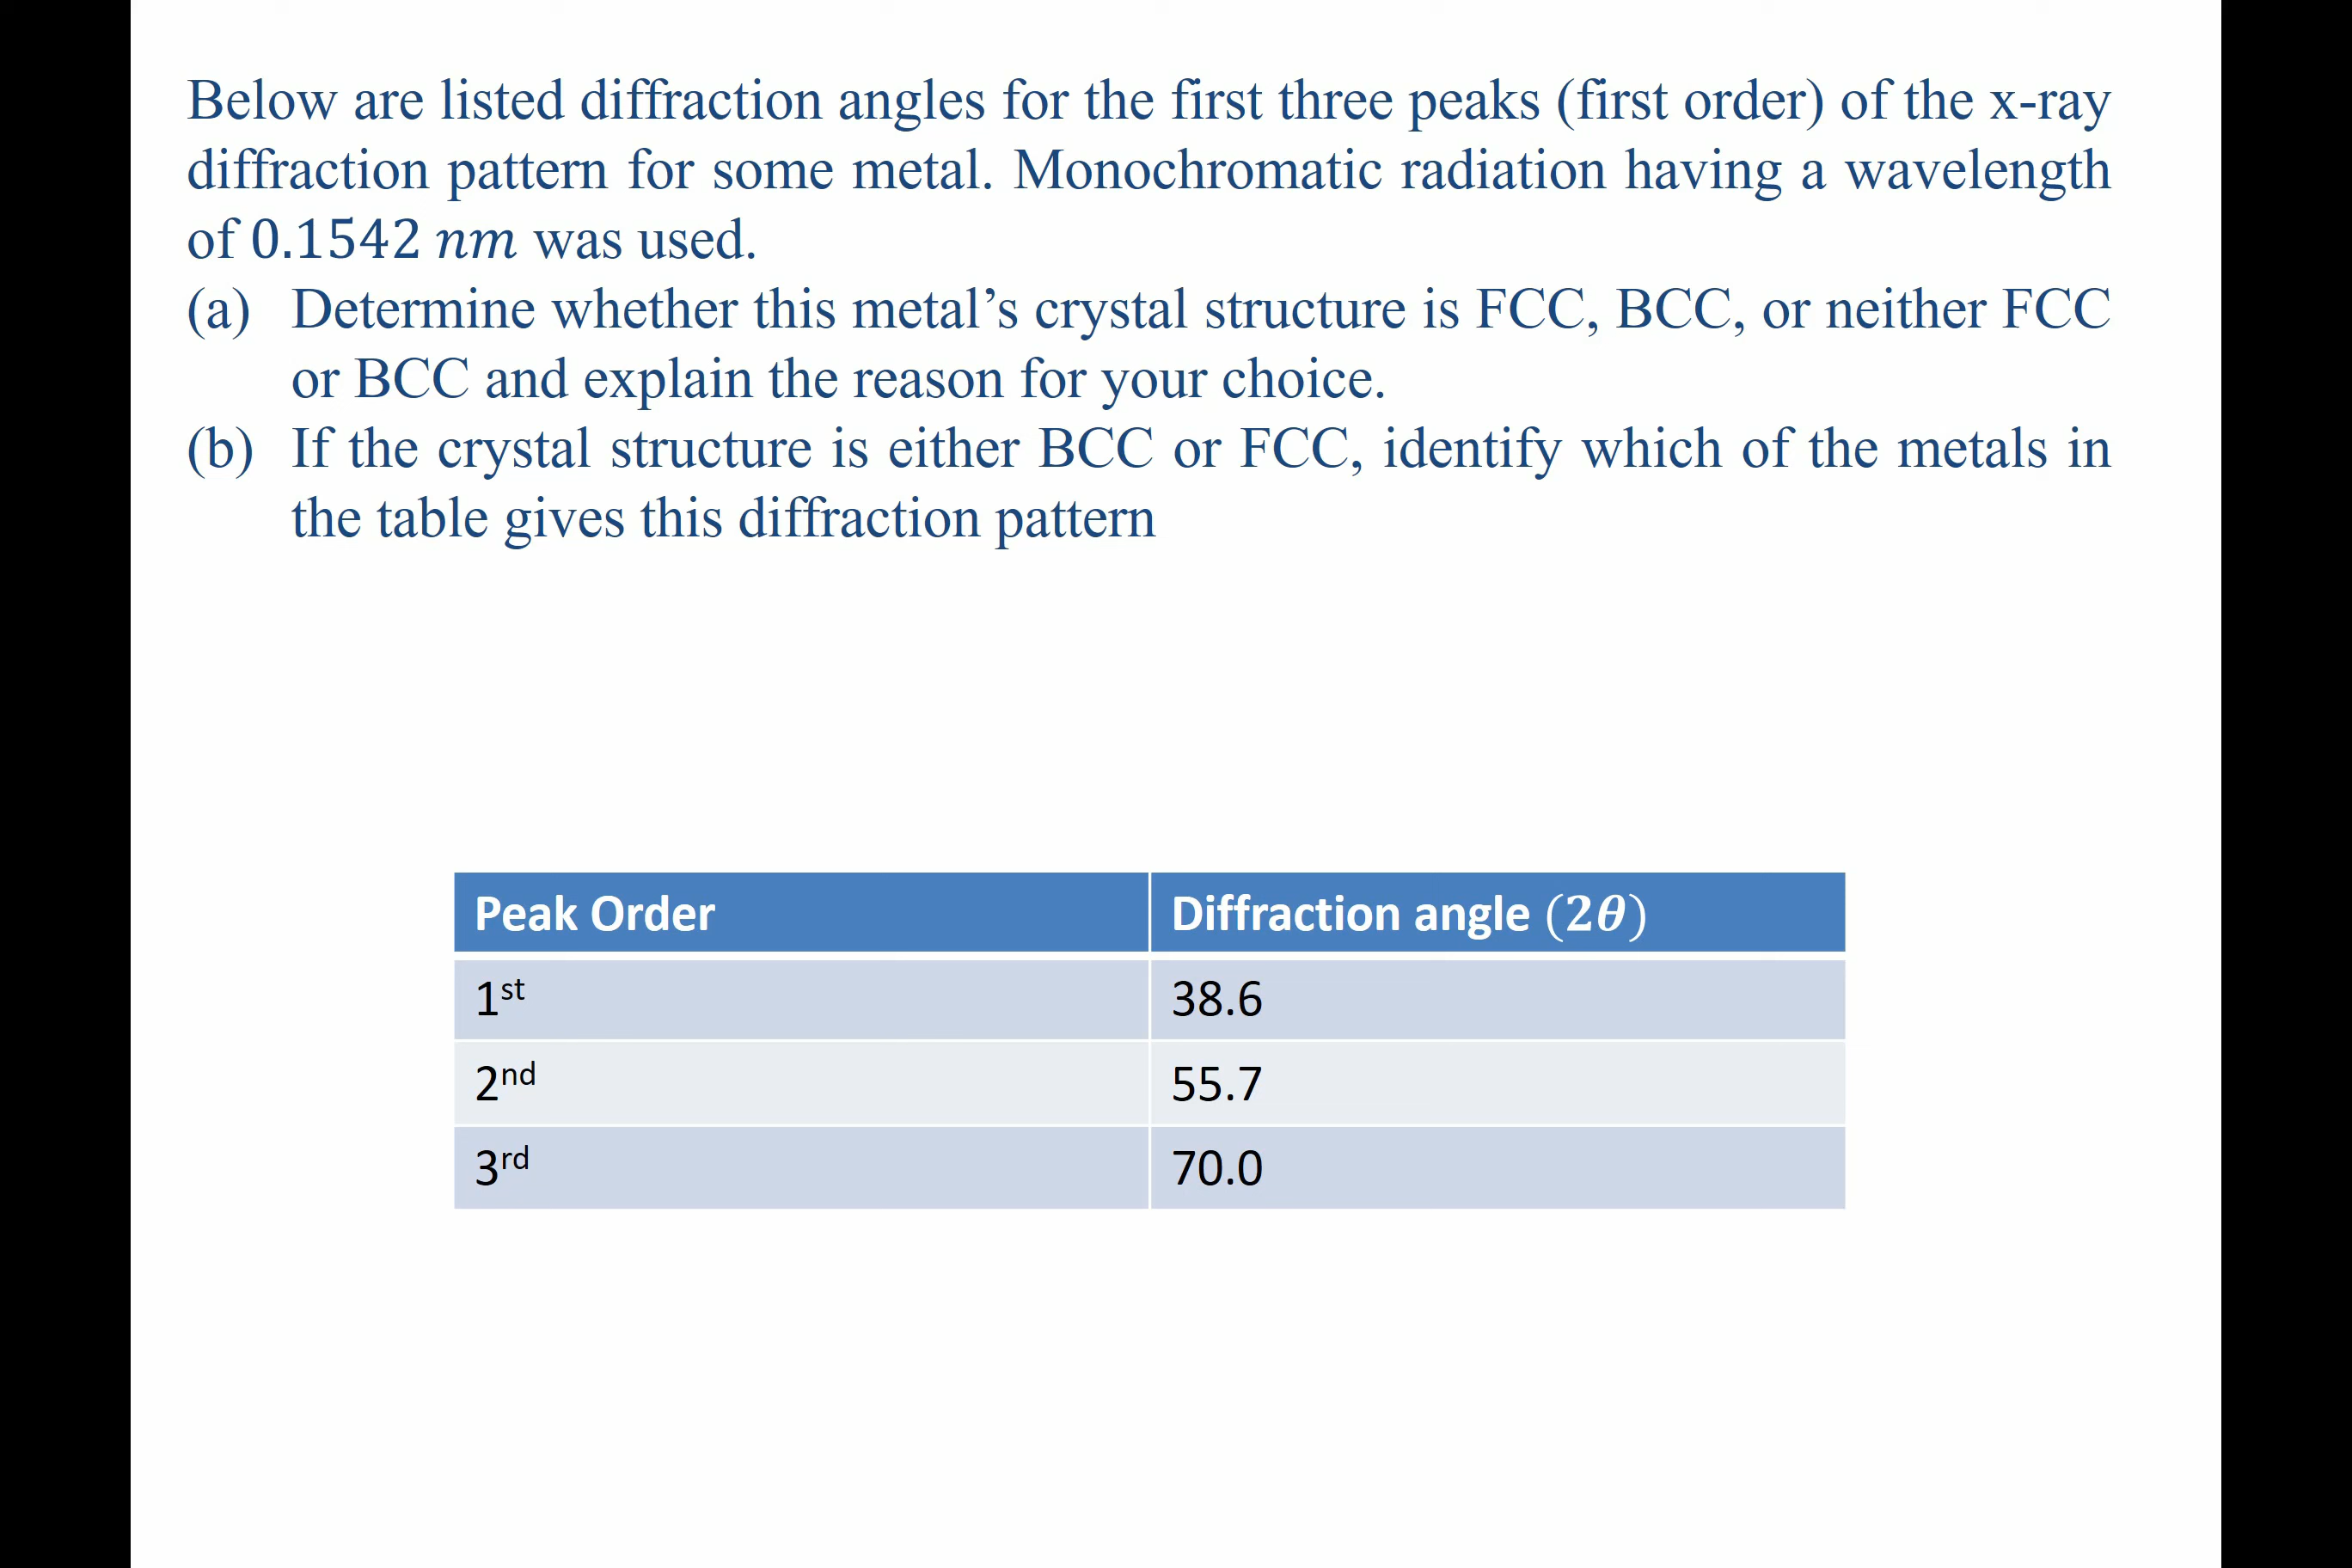 Below are listed diffraction angles for the first three peaks (first order) of the x-ray
diffraction pattern for some metal. Monochromatic radiation having a wavelength
of 0.1542 nm was used.
(a) Determine whether this metal’s crystal structure is FCC, BCC, or neither FCC
or BCC and explain the reason for your choice.
(b) If the crystal structure is either BCC or FCC, identify which of the metals in
the table gives this diffraction pattern
Peak Order Diffraction angle (2θ)
1st 38.6
2nd 55.7
3rd 70.0